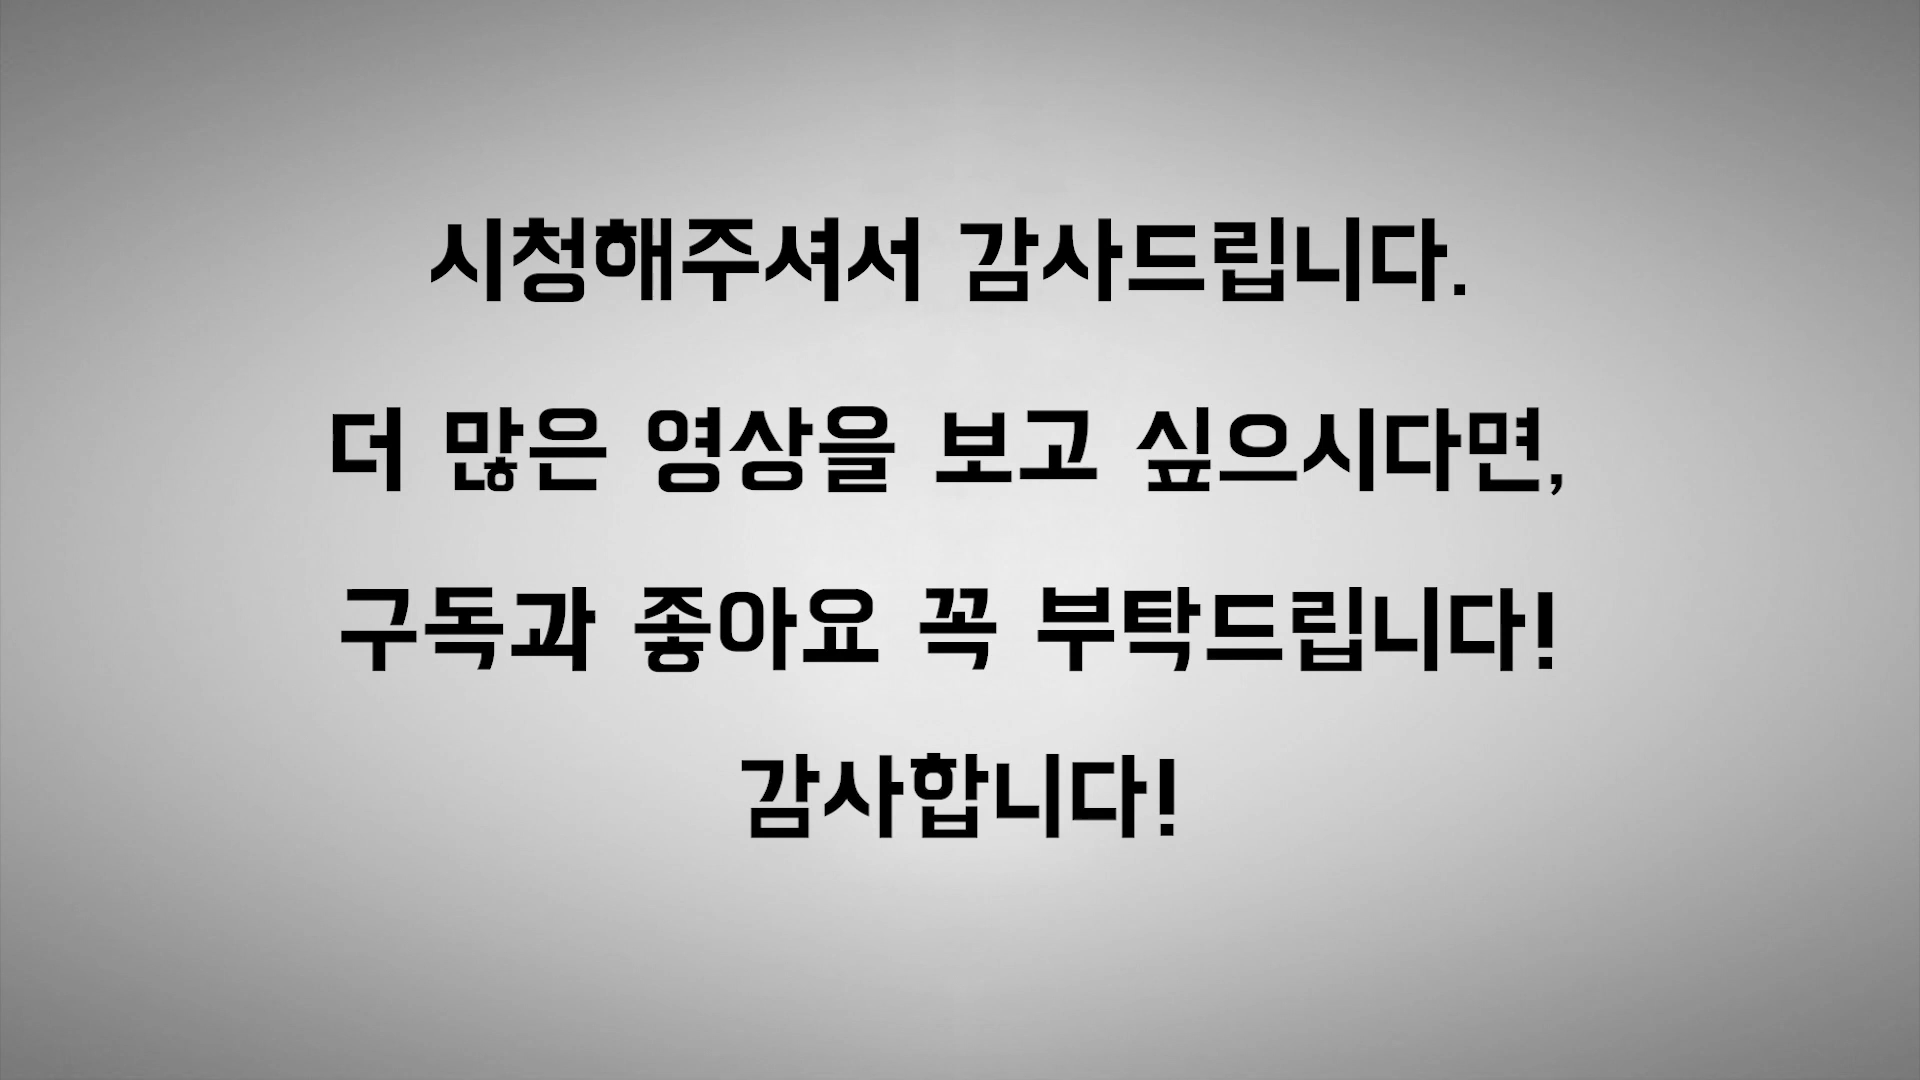 시청해주셔서 감사드립니다.
더 많은 영상을 보고 싶으시다면,
구독과 좋아요 꼭 부탁드립니다!
감사합니다!